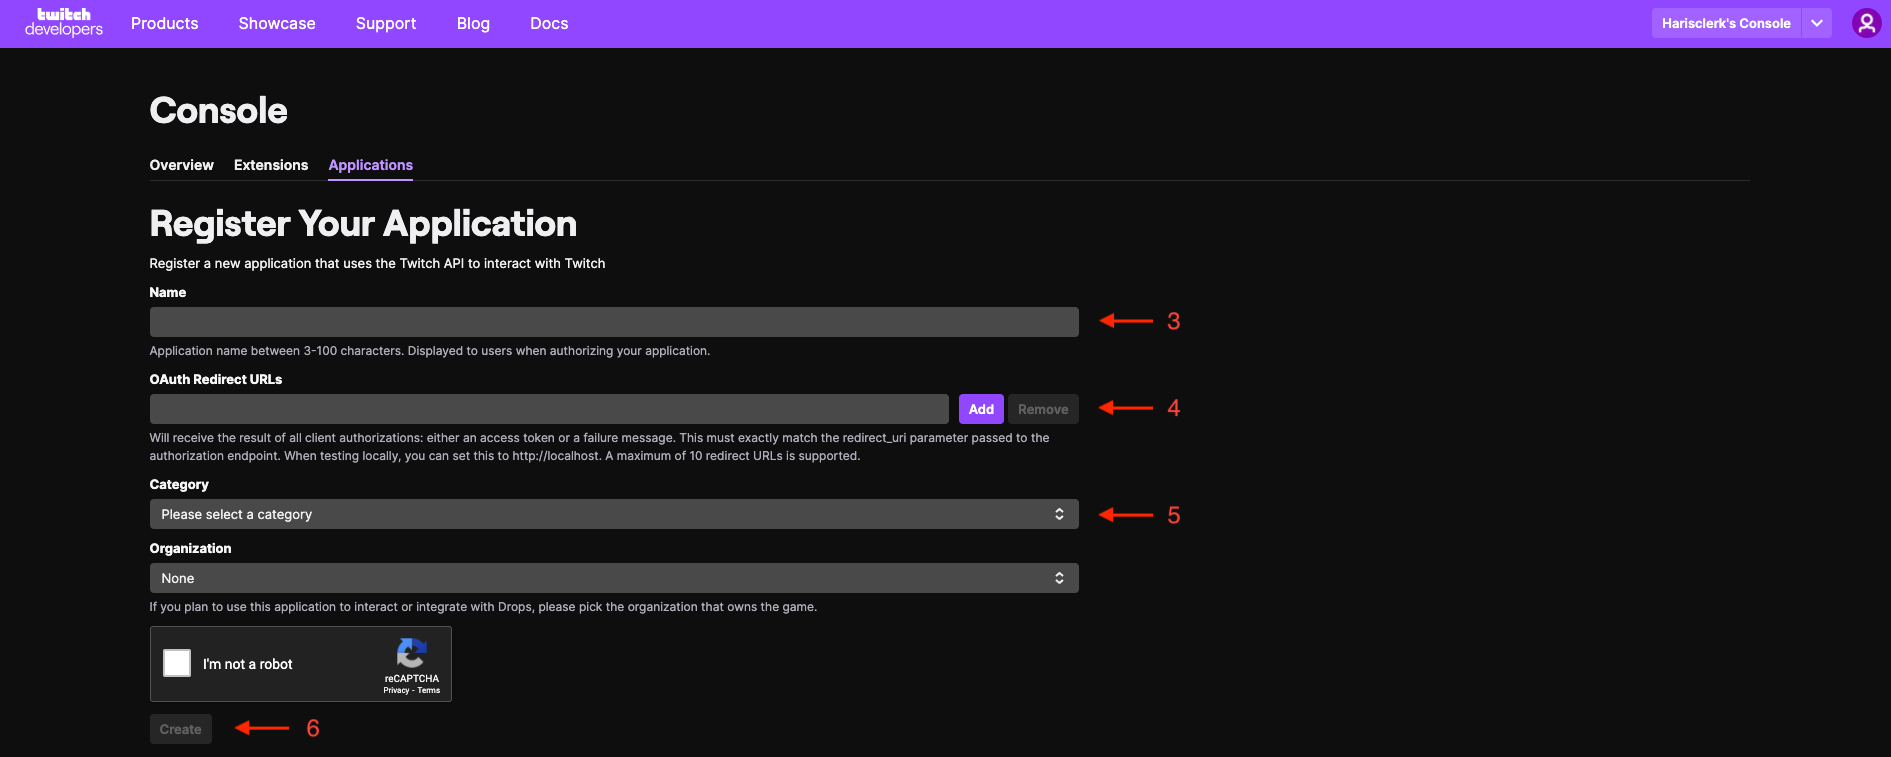 twitch
developers
Products
Showcase
Support
Blog
Docs
Harisclerk's Console
Console
Overview
Extensions
Applications
Register Your Application
Register a new application that uses the Twitch API to interact with Twitch
Name
3
Application name between 3-100 characters. Displayed to users when authorizing your application.
OAuth Redirect URLs
Add
Remove
4
Will receive the result of all client authorizations: either an access token or a failure message. This must exactly match the redirect_uri parameter passed to the
authorization endpoint. When testing locally, you can set this to http://localhost. A maximum of 10 redirect URLs is supported.
Category
Please select a category
5
Organization
None
If you plan to use this application to interact or integrate with Drops, please pick the organization that owns the game.
I'm not a robot
reCAPTCHA
Privacy - Terms
Create
6